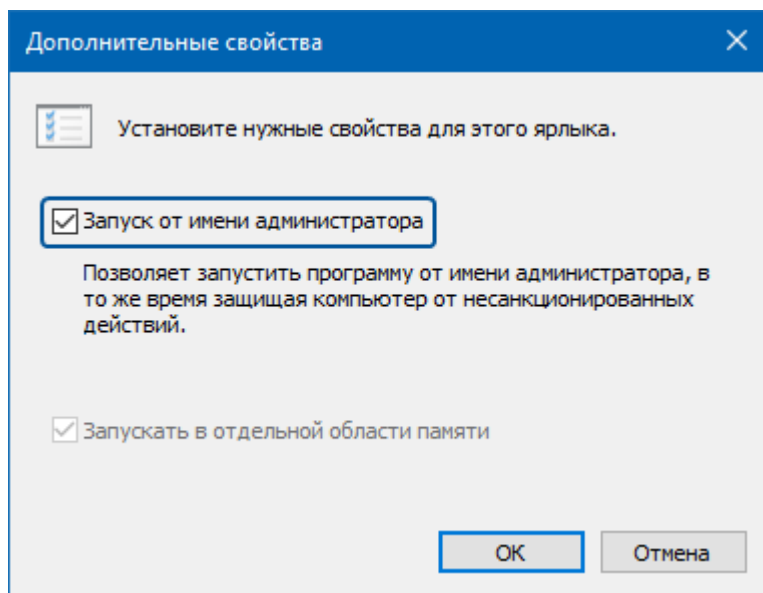 Дополнительные свойства
Установите нужные свойства для этого ярлыка.
Запуск от имени администратора
Позволяет запустить программу от имени администратора, в
то же время защищая компьютер от несанкционированных
действий.
Запускать в отдельной области памяти
ОК Отмена